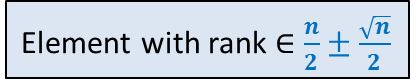 Element with rank ∈ n/2 ± √n/2